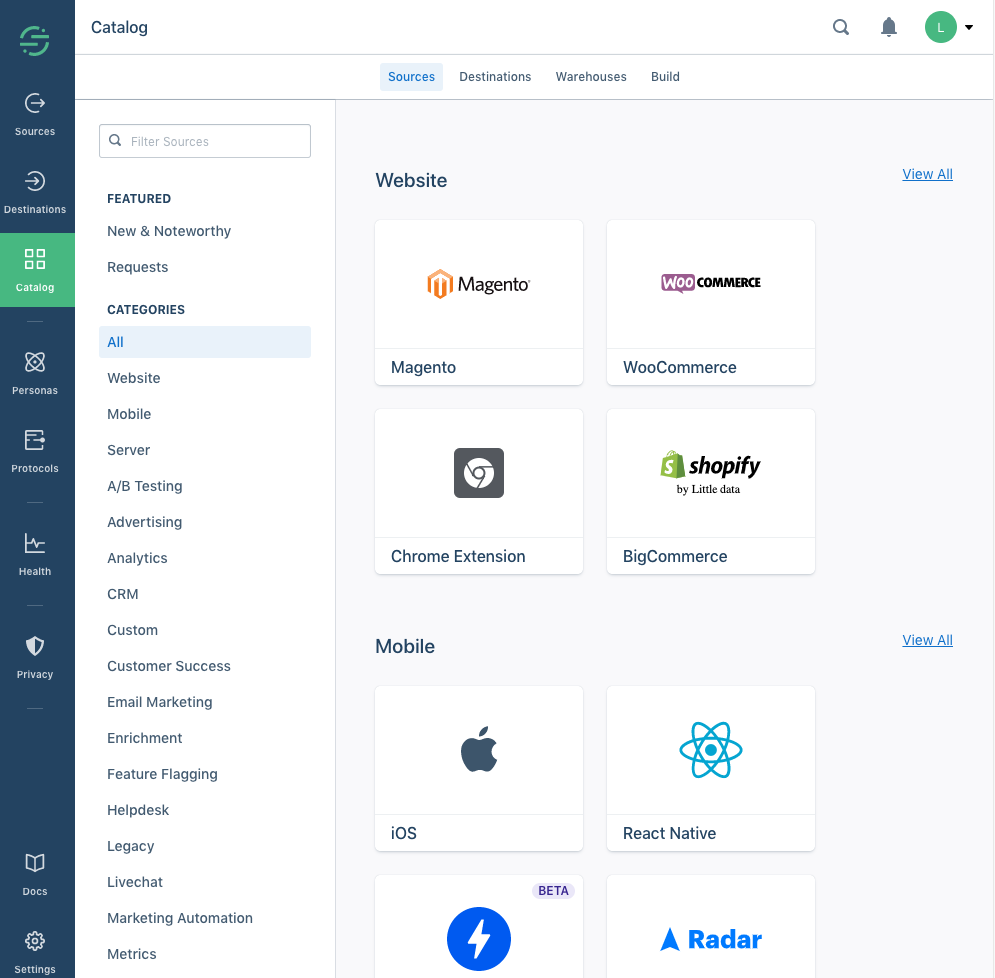 Catalog
L
Sources
Destinations
Warehouses
Build
Sources
Destinations
Catalog
Personas
Protocols
Health
Privacy
Docs
Settings
Filter Sources
FEATURED
New & Noteworthy
Requests
CATEGORIES
All
Website
Mobile
Server
A/B Testing
Advertising
Analytics
CRM
Custom
Customer Success
Email Marketing
Enrichment
Feature Flagging
Helpdesk
Legacy
Livechat
Marketing Automation
Metrics
Website
View All
Magento
Magento
WOO COMMERCE
WooCommerce
Chrome Extension
shopify
by Little data
BigCommerce
Mobile
View All
iOS
React Native
BETA
Radar